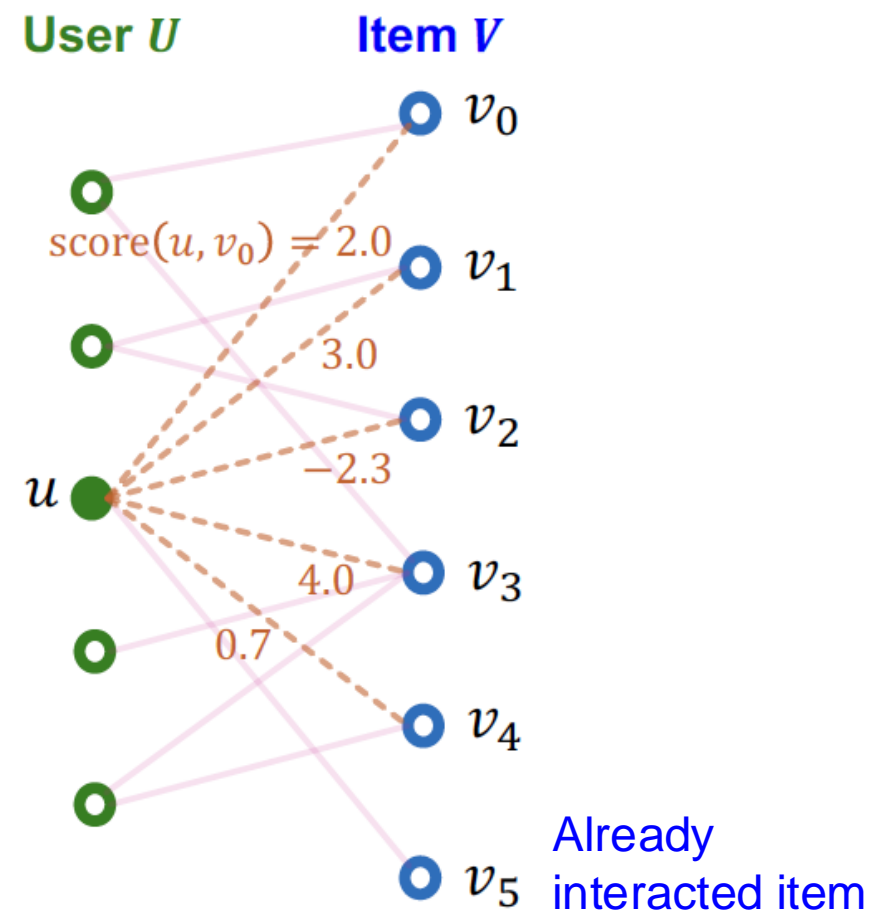 User U
Item V
v₀
score(u, v₀) = 2.0
v₁
3.0
v₂
−2.3
u
v₃
4.0
0.7
v₄
Already
v₅ interacted item